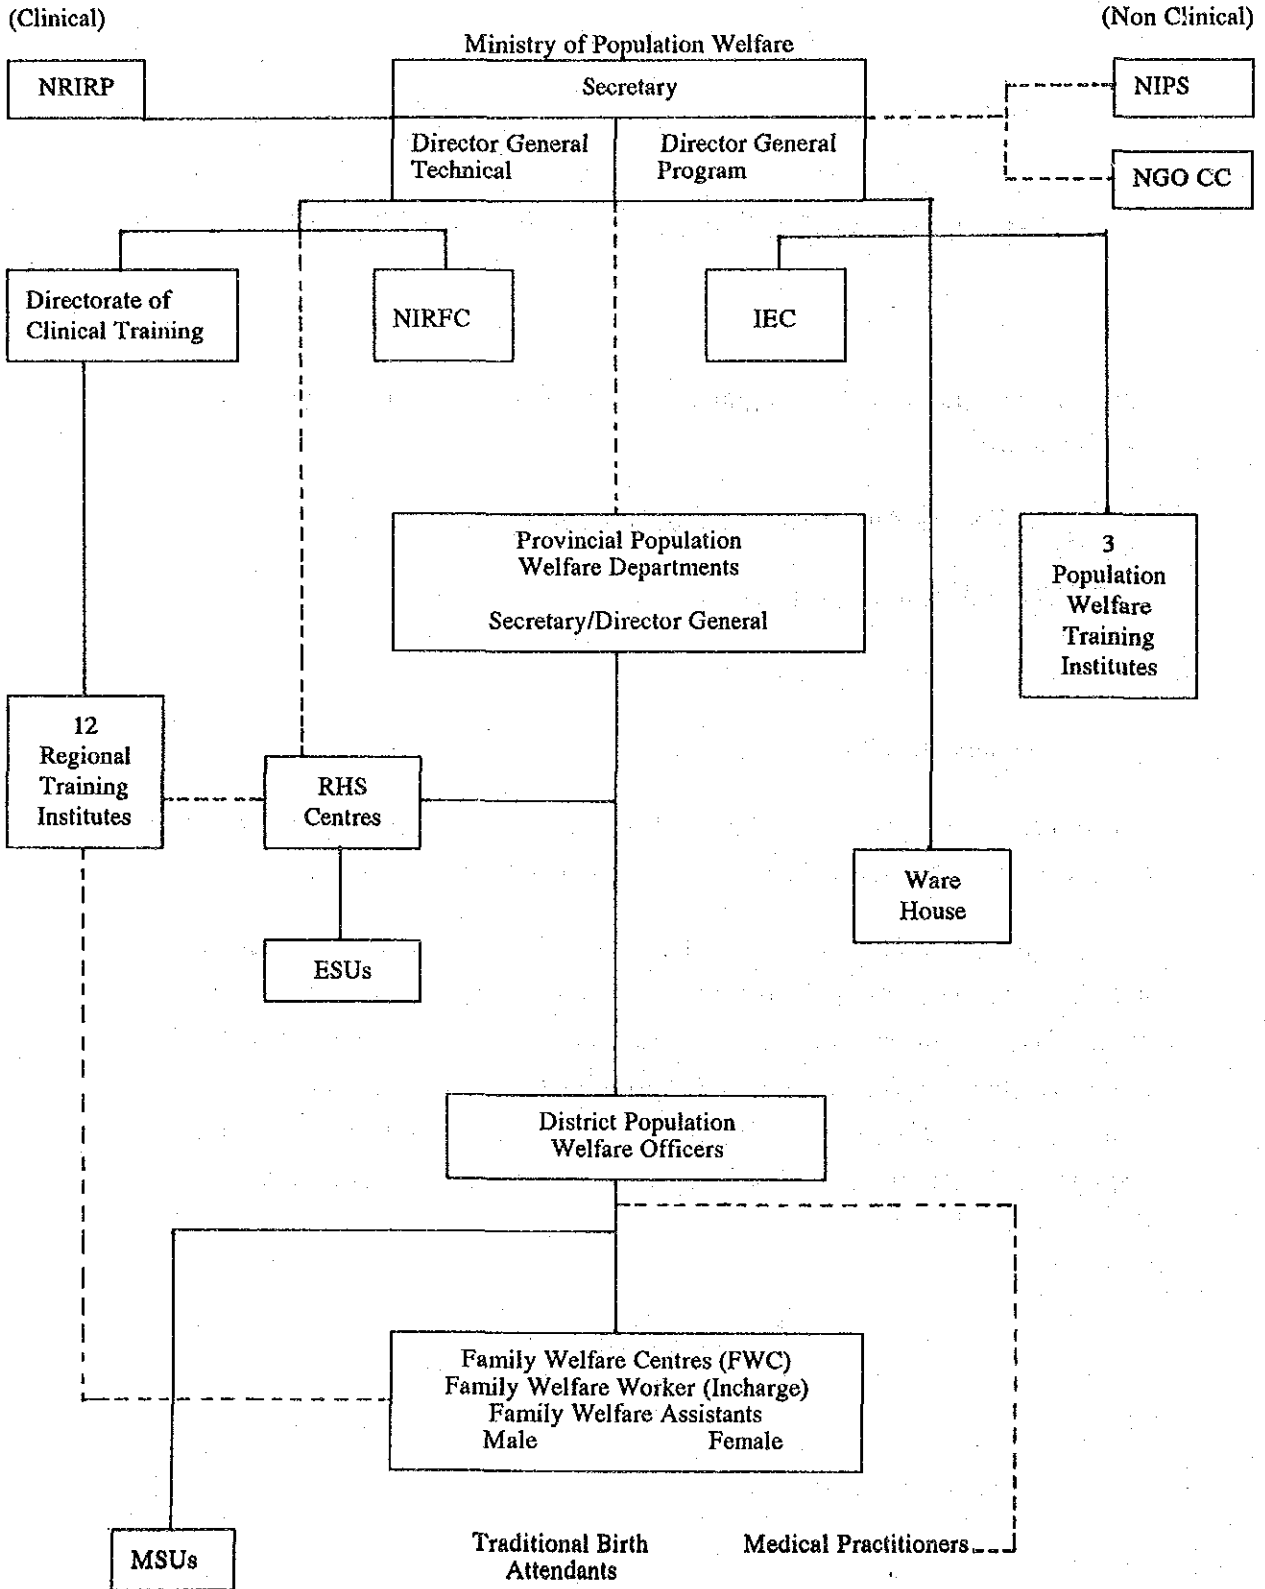 (Clinical)
(Non Clinical)
Ministry of Population Welfare
NRIRP
Secretary
NIPS
Director General
Technical
Director General
Program
NGO CC
Directorate of
Clinical Training
NIRFC
IEC
Provincial Population
Welfare Departments
Secretary/Director General
3
Population
Welfare
Training
Institutes
12
Regional
Training
Institutes
RHS
Centres
Ware
House
ESUs
District Population
Welfare Officers
Family Welfare Centres (FWC)
Family Welfare Worker (Incharge)
Family Welfare Assistants
Male Female
MSUs
Traditional Birth
Attendants
Medical Practitioners